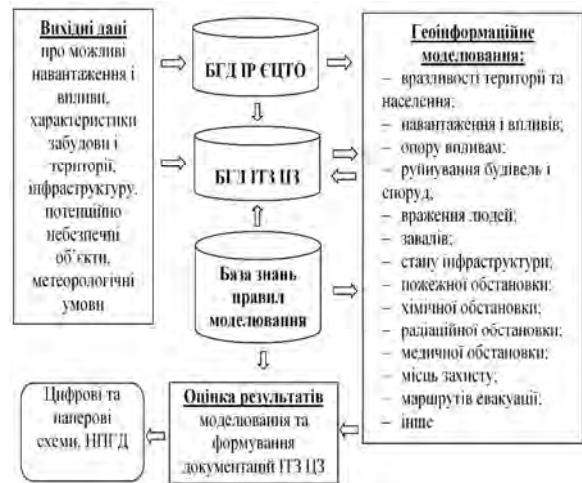 Вихідні дані
про можливі
навантаження і
впливи,
характеристики
забудови і
території,
інфраструктуру,
потенційно
небезпечні
об´єкти,
метеорологічні
умови
БГД ІР ЄЦТО
БГД ІТЗ ЦЗ
База знань
правил
моделювання
Геоінформаційне
моделювання:
– вразливості території та
населення;
– навантаження і впливів;
– опору впливам;
– руйнування будівель і
споруд;
– враження людей;
– завалів;
– стану інфраструктури;
– пожежної обстановки;
– хімічної обстановки;
– радіаційної обстановки;
– медичної обстановки;
– місць захисту;
– маршрутів евакуації;
– інше
Оцінка результатів
моделювання та
формування
документацій ІТЗ ЦЗ
Цифрові та
паперові
схеми, НПГД